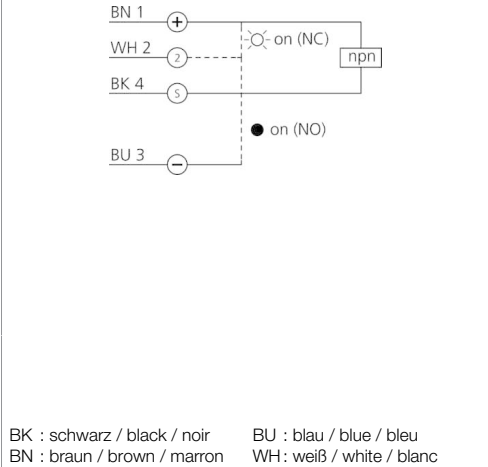 BN 1
+
on (NC)
WH 2
2
npn
BK 4
S
on (NO)
BU 3
−
BK : schwarz / black / noir BU : blau / blue / bleu
BN : braun / brown / marron WH : weiß / white / blanc